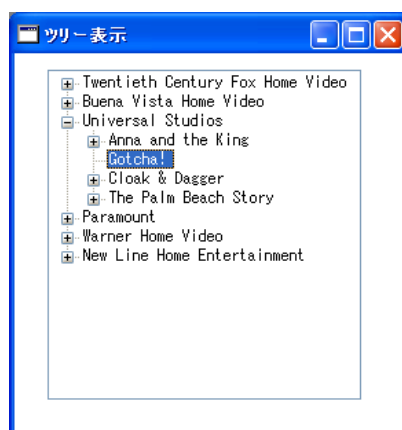 ツリー表示
Twentieth Century Fox Home Video
Buena Vista Home Video
Universal Studios
Anna and the King
Gotcha!
Cloak & Dagger
The Palm Beach Story
Paramount
Warner Home Video
New Line Home Entertainment